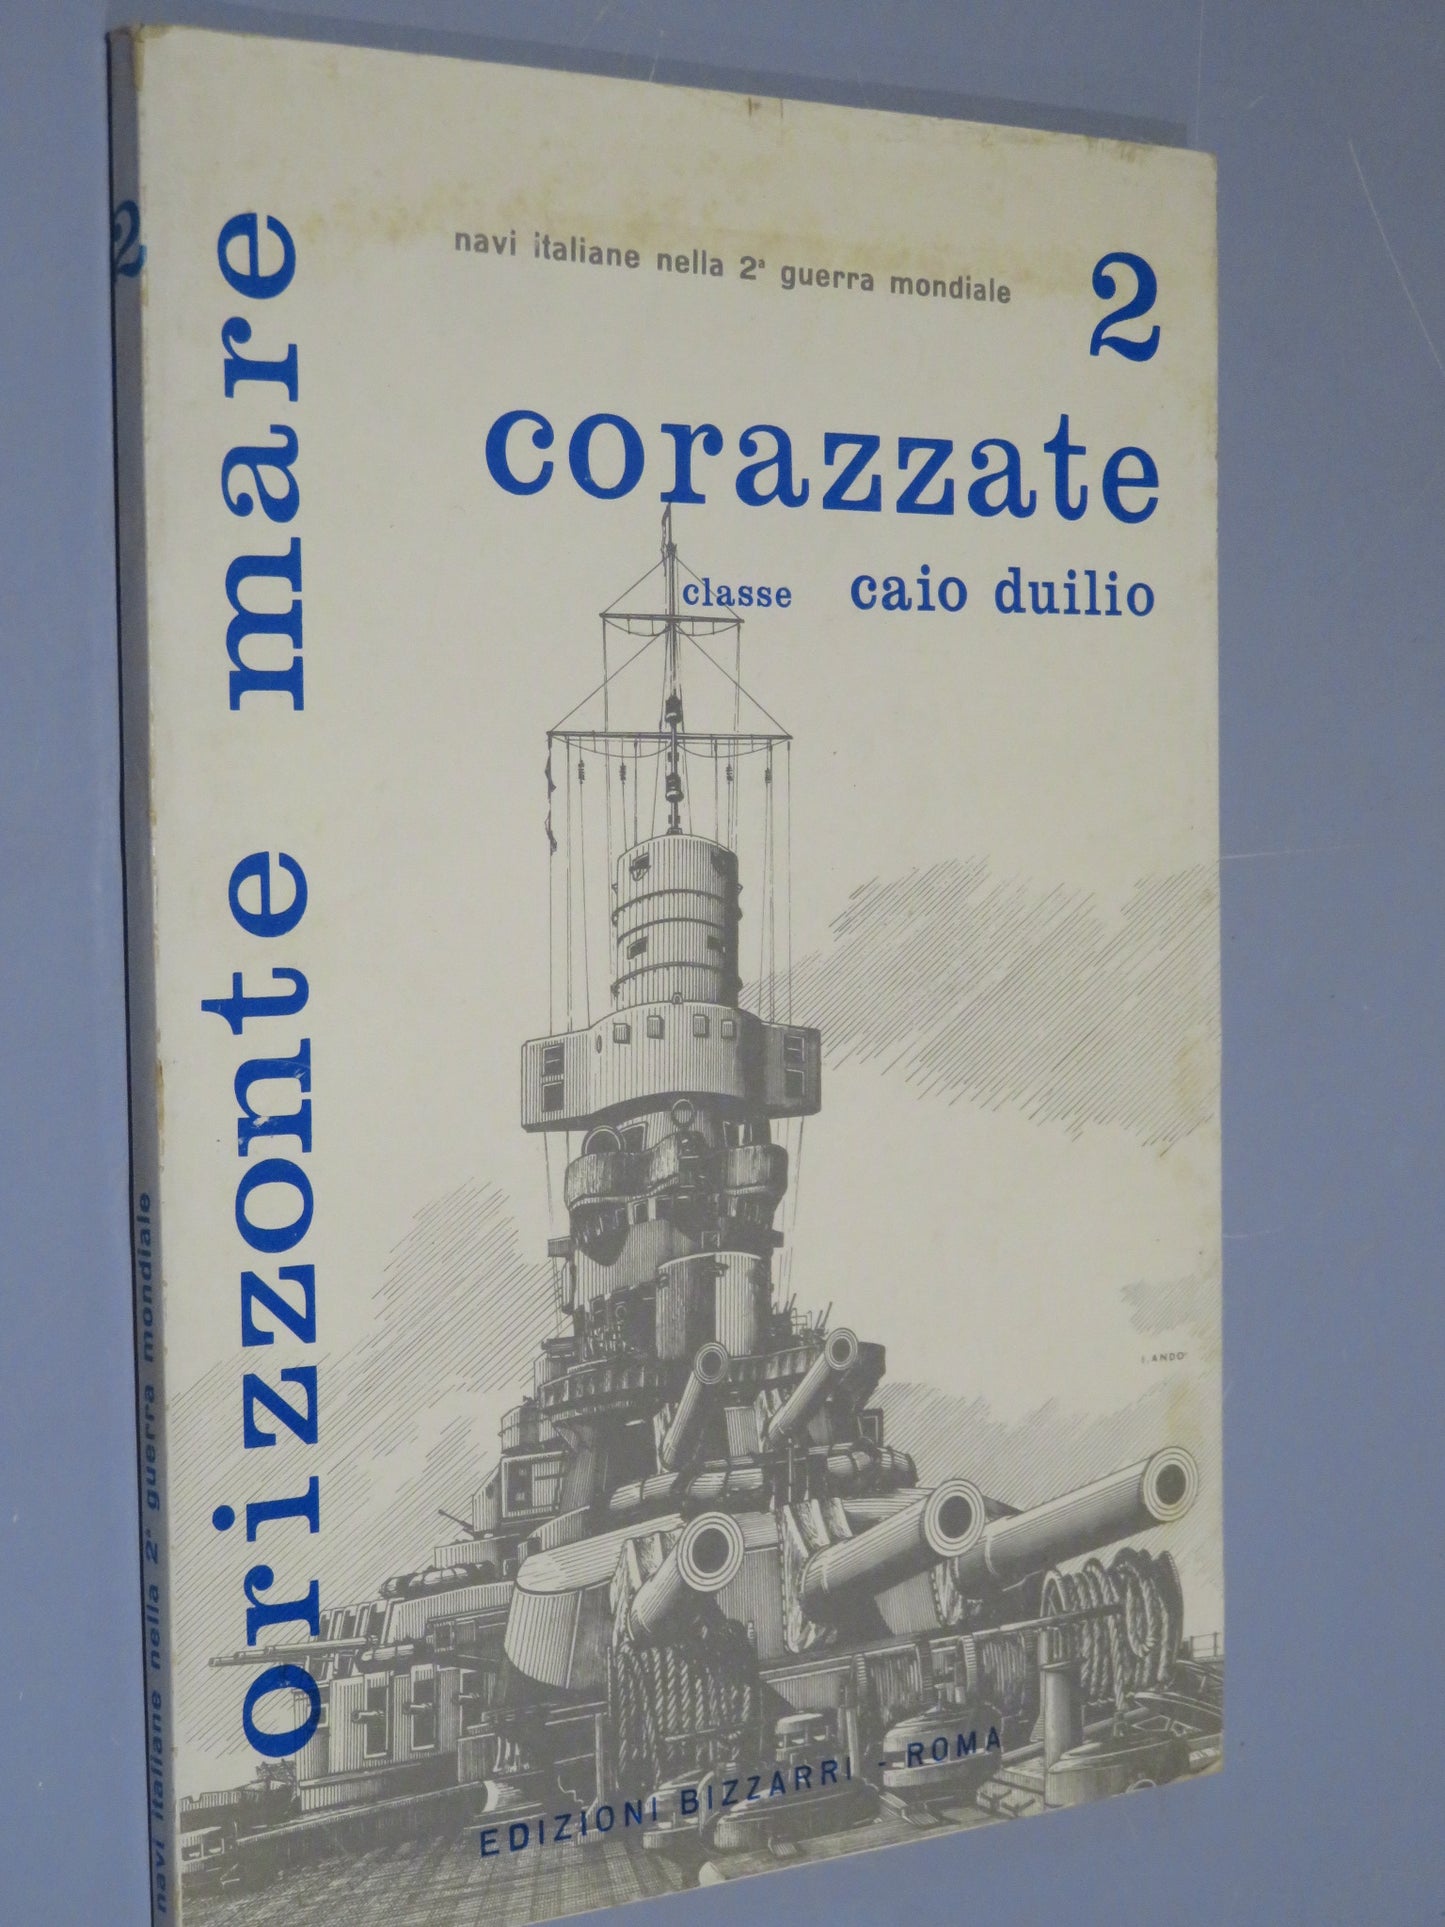 navi italiane nella 2ª guerra mondiale
2
corazzate
classe caio duilio
orizzonte mare
I. ANDO'
EDIZIONI BIZZARRI - ROMA
2
navi italiane nella 2ª guerra mondiale